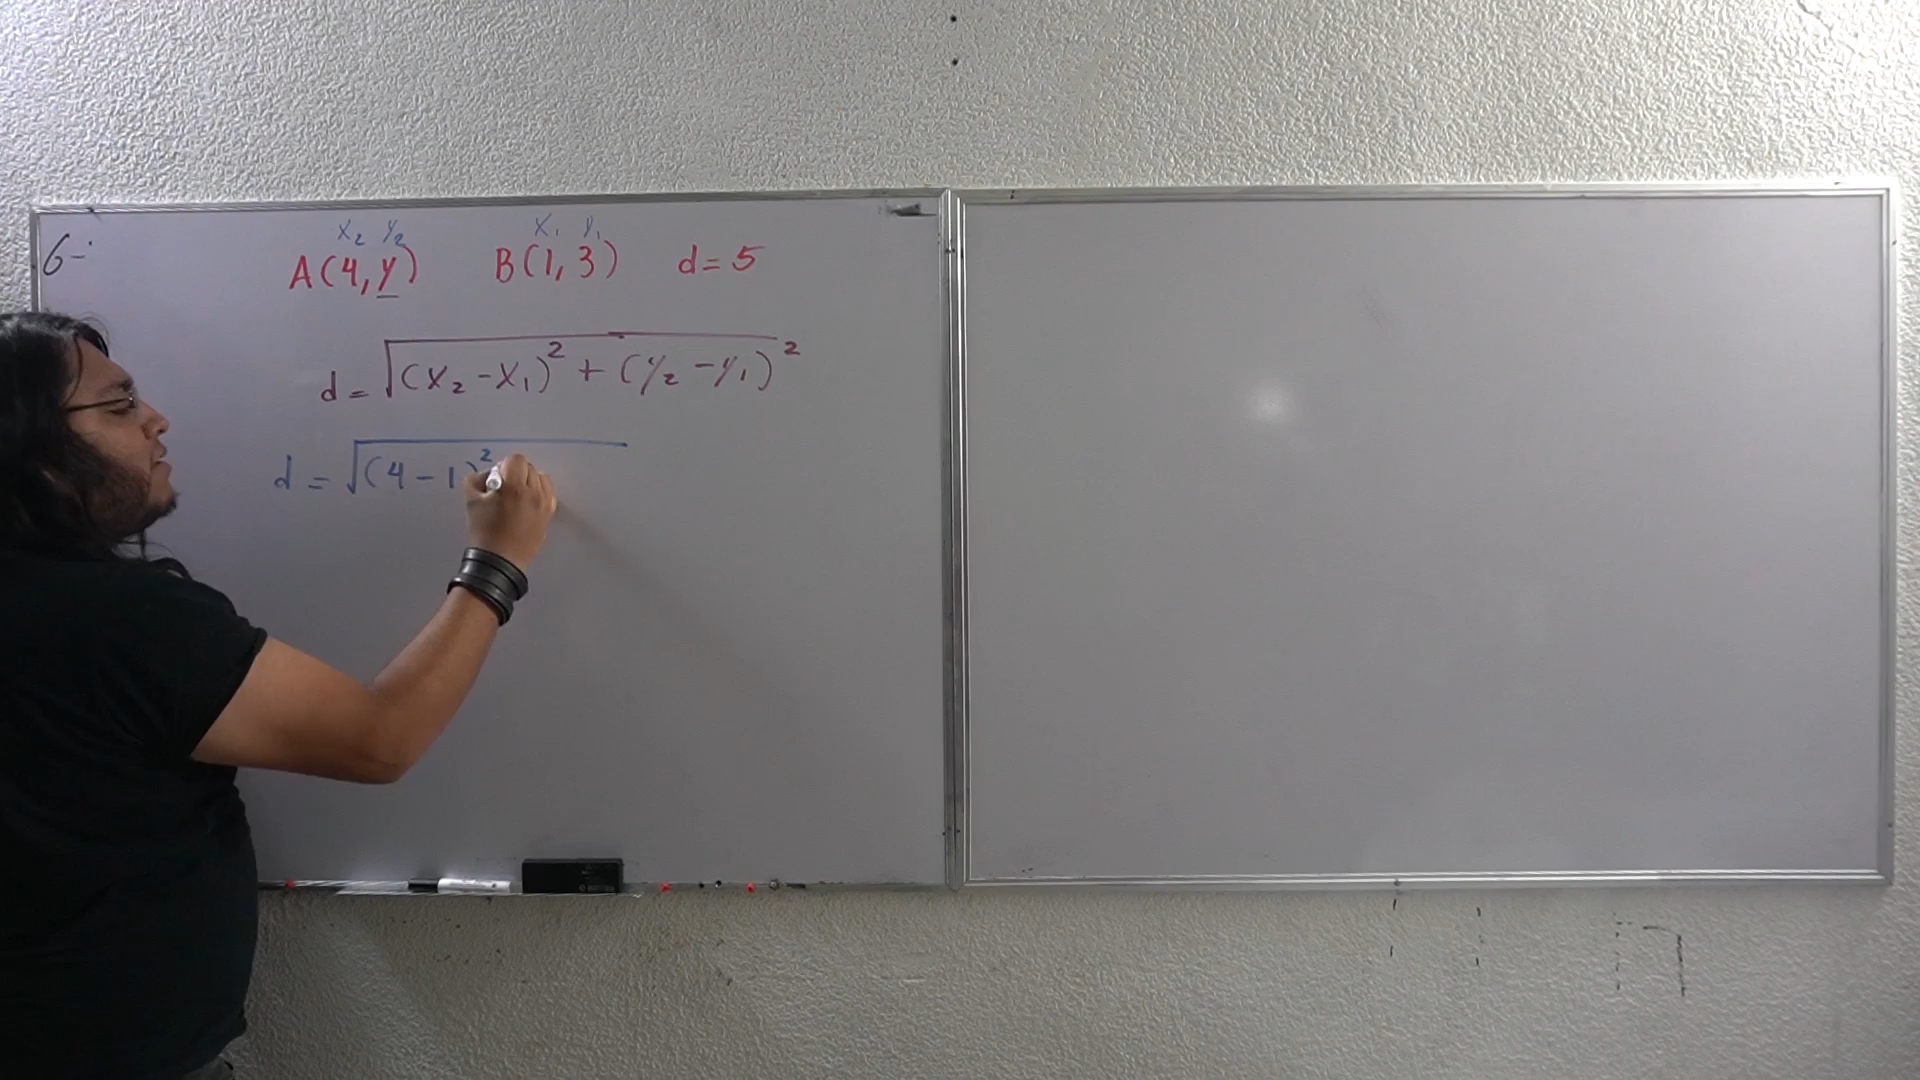 6-
X₂ Y₂ X₁ Y₁
A(4,y) B(1,3) d=5
d=√(X₂-X₁)²+(Y₂-Y₁)²
d=√(4-1)²